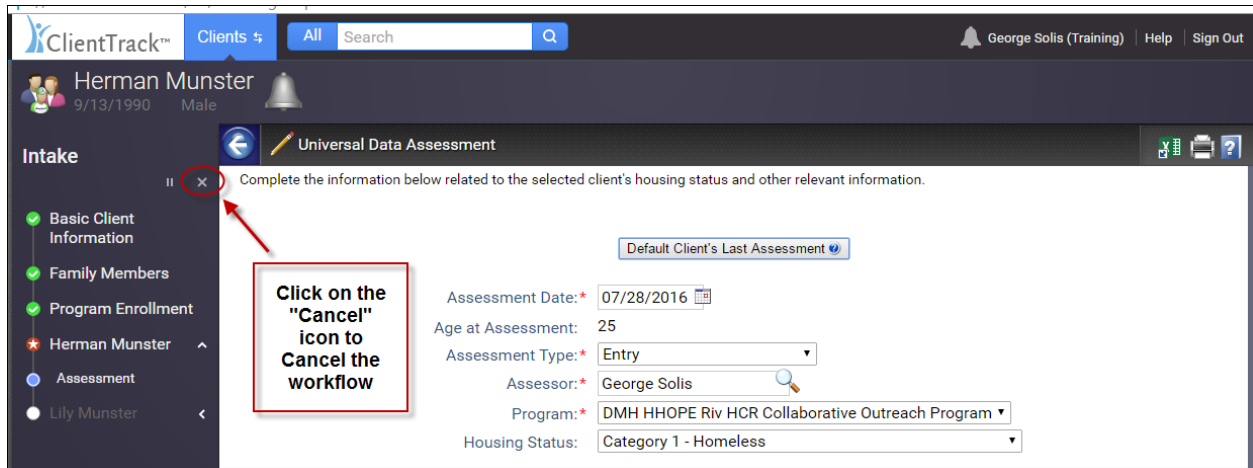 ClientTrack™ Clients All Search George Solis (Training) Help Sign Out
Herman Munster
9/13/1990 Male
Intake
Universal Data Assessment
Complete the information below related to the selected client's housing status and other relevant information.
Basic Client
Information
Family Members
Program Enrollment
Herman Munster
Assessment
Lily Munster
Click on the
"Cancel"
icon to
Cancel the
workflow
Default Client's Last Assessment
Assessment Date:* 07/28/2016
Age at Assessment: 25
Assessment Type:* Entry
Assessor:* George Solis
Program:* DMH HHOPE Riv HCR Collaborative Outreach Program
Housing Status: Category 1 - Homeless